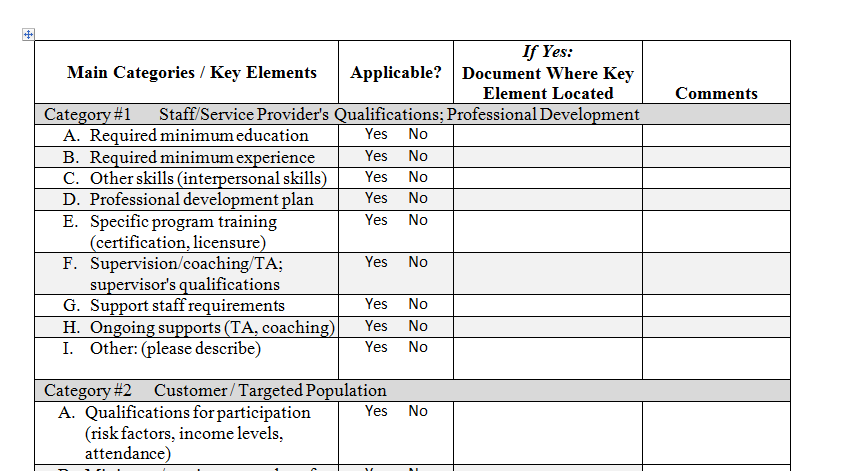 If Yes:
Main Categories / Key Elements Applicable? Document Where Key
Element Located Comments
Category #1 Staff/Service Provider's Qualifications; Professional Development
A. Required minimum education Yes No
B. Required minimum experience Yes No
C. Other skills (interpersonal skills) Yes No
D. Professional development plan Yes No
E. Specific program training Yes No
(certification, licensure)
F. Supervision/coaching/TA; Yes No
supervisor's qualifications
G. Support staff requirements Yes No
H. Ongoing supports (TA, coaching) Yes No
I. Other: (please describe) Yes No
Category #2 Customer / Targeted Population
A. Qualifications for participation Yes No
(risk factors, income levels,
attendance)